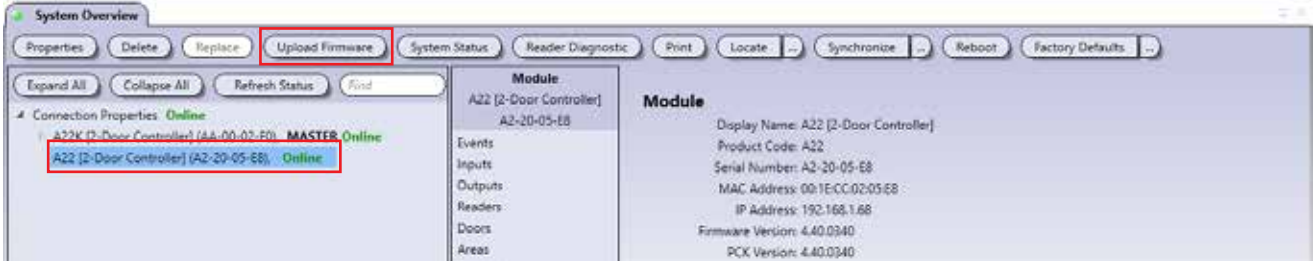 System Overview
Properties Delete Replace Upload Firmware System Status Reader Diagnostic Print Locate ... Synchronize ... Reboot Factory Defaults ...
Expand All Collapse All Refresh Status Find
Connection Properties Online
A22K [2-Door Controller] (AA-00-02-F0), MASTER Online
A22 [2-Door Controller] (A2-20-05-E8), Online
Module
A22 [2-Door Controller]
A2-20-05-E8
Events
Inputs
Outputs
Readers
Doors
Areas
Module
Display Name: A22 [2-Door Controller]
Product Code: A22
Serial Number: A2-20-05-E8
MAC Address: 00:1E:CC:02:05:E8
IP Address: 192.168.1.68
Firmware Version: 4.40.0340
PCK Version: 4.40.0340